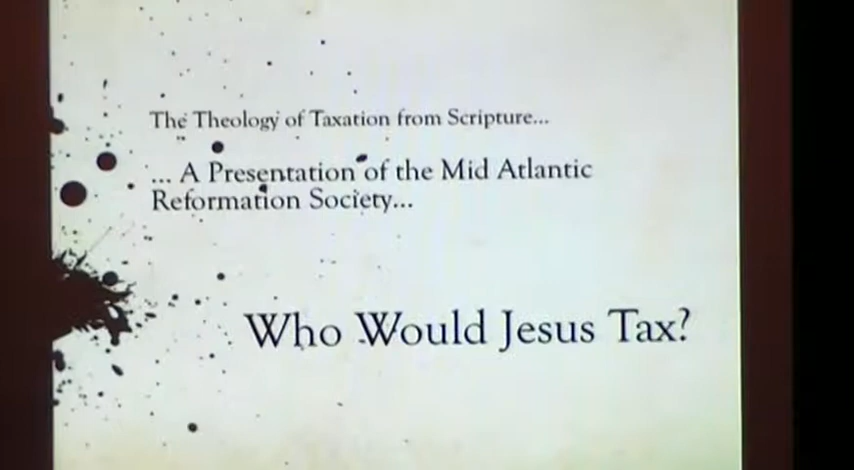 The Theology of Taxation from Scripture...
... A Presentation of the Mid Atlantic
Reformation Society...
Who Would Jesus Tax?